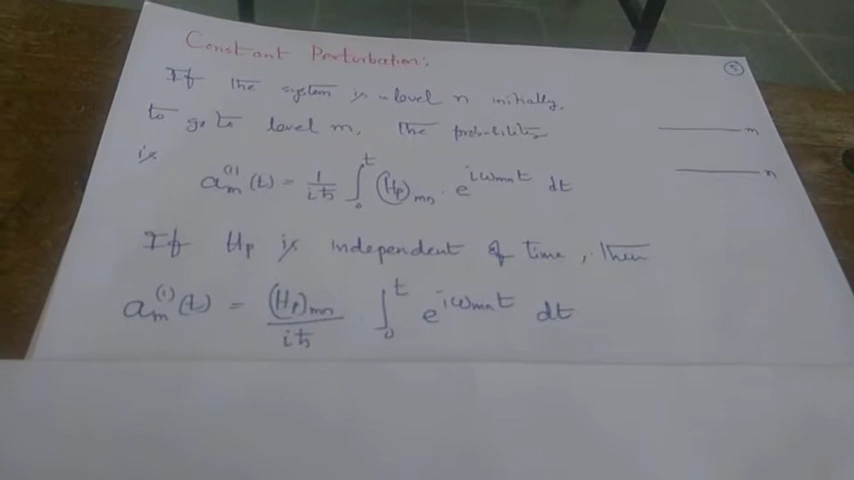 5
Constant Perturbation:
If the system is in level n initially,
to go to level m, the probability
is
m
n
a_m^(1)(t) = 1/iħ ∫_0^t (H_p)_mn · e^{iω_mn t} dt
If H_p is independent of time, then
a_m^(1)(t) = (H_p)_mn / iħ ∫_0^t e^{iω_mn t} dt